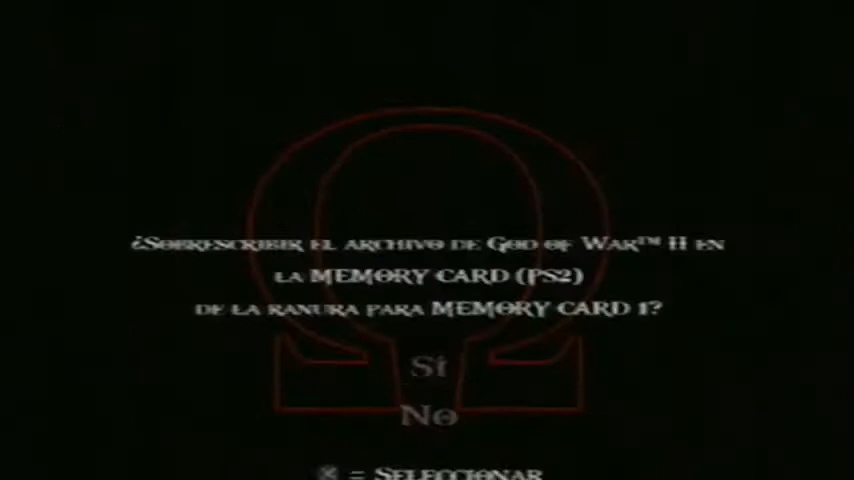 ¿Sobrescribir el archivo de God of War™ II en
la MEMORY CARD (PS2)
de la ranura para MEMORY CARD 1?
Sí
No
= Seleccionar